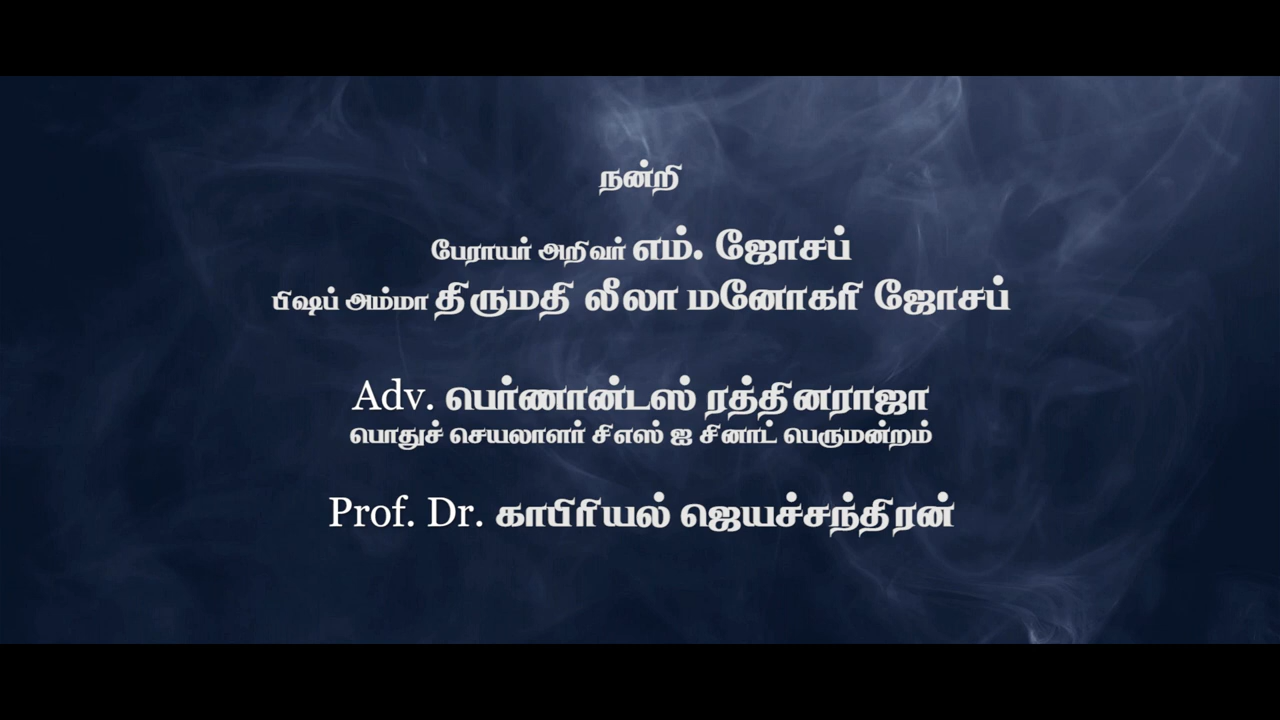 நன்றி
பேராயர் அறிவர் எம். ஜோசப்
பிஷப் அம்மா திருமதி லீலா மனோகரி ஜோசப்
Adv. பெர்ணான்டஸ் ரத்தினராஜா
பொதுச் செயலாளர் சிஎஸ் ஐ சினாட் பெருமன்றம்
Prof. Dr. காபிரியல் ஜெயச்சந்திரன்